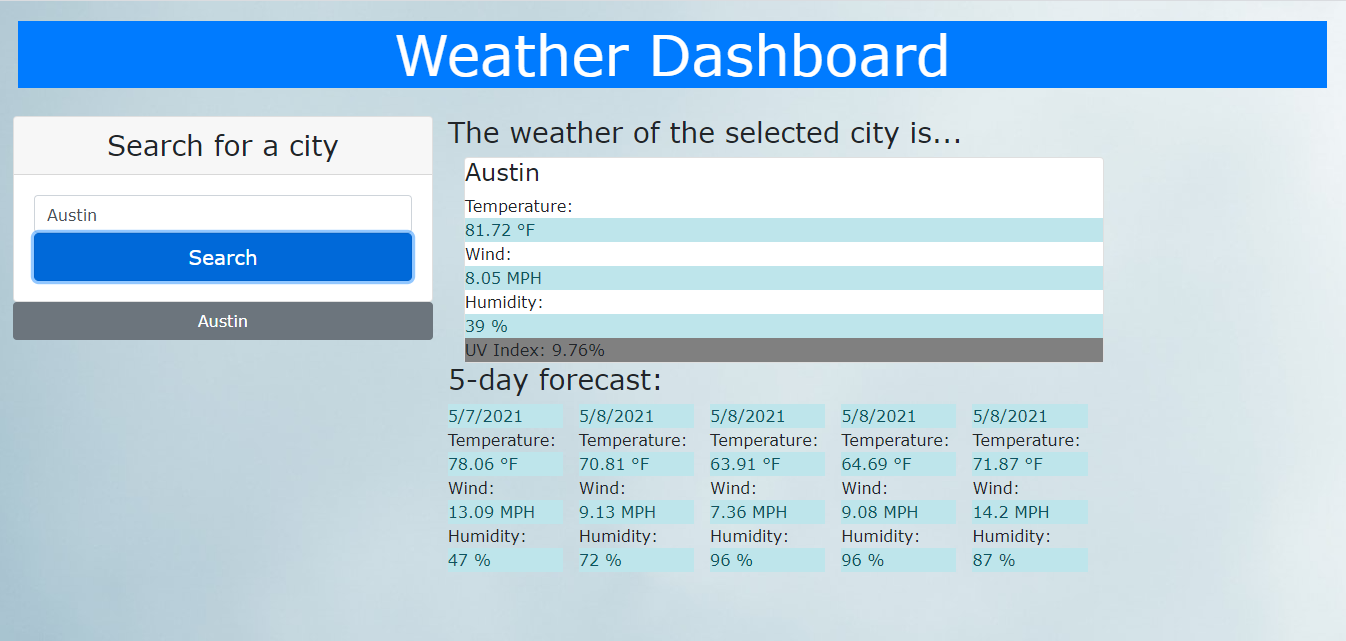 Weather Dashboard
Search for a city
Austin
Search
Austin
The weather of the selected city is...
Austin
Temperature:
81.72 °F
Wind:
8.05 MPH
Humidity:
39 %
UV Index: 9.76%
5-day forecast:
5/7/2021 5/8/2021 5/8/2021 5/8/2021 5/8/2021
Temperature: Temperature: Temperature: Temperature: Temperature:
78.06 °F 70.81 °F 63.91 °F 64.69 °F 71.87 °F
Wind: Wind: Wind: Wind: Wind:
13.09 MPH 9.13 MPH 7.36 MPH 9.08 MPH 14.2 MPH
Humidity: Humidity: Humidity: Humidity: Humidity:
47 % 72 % 96 % 96 % 87 %